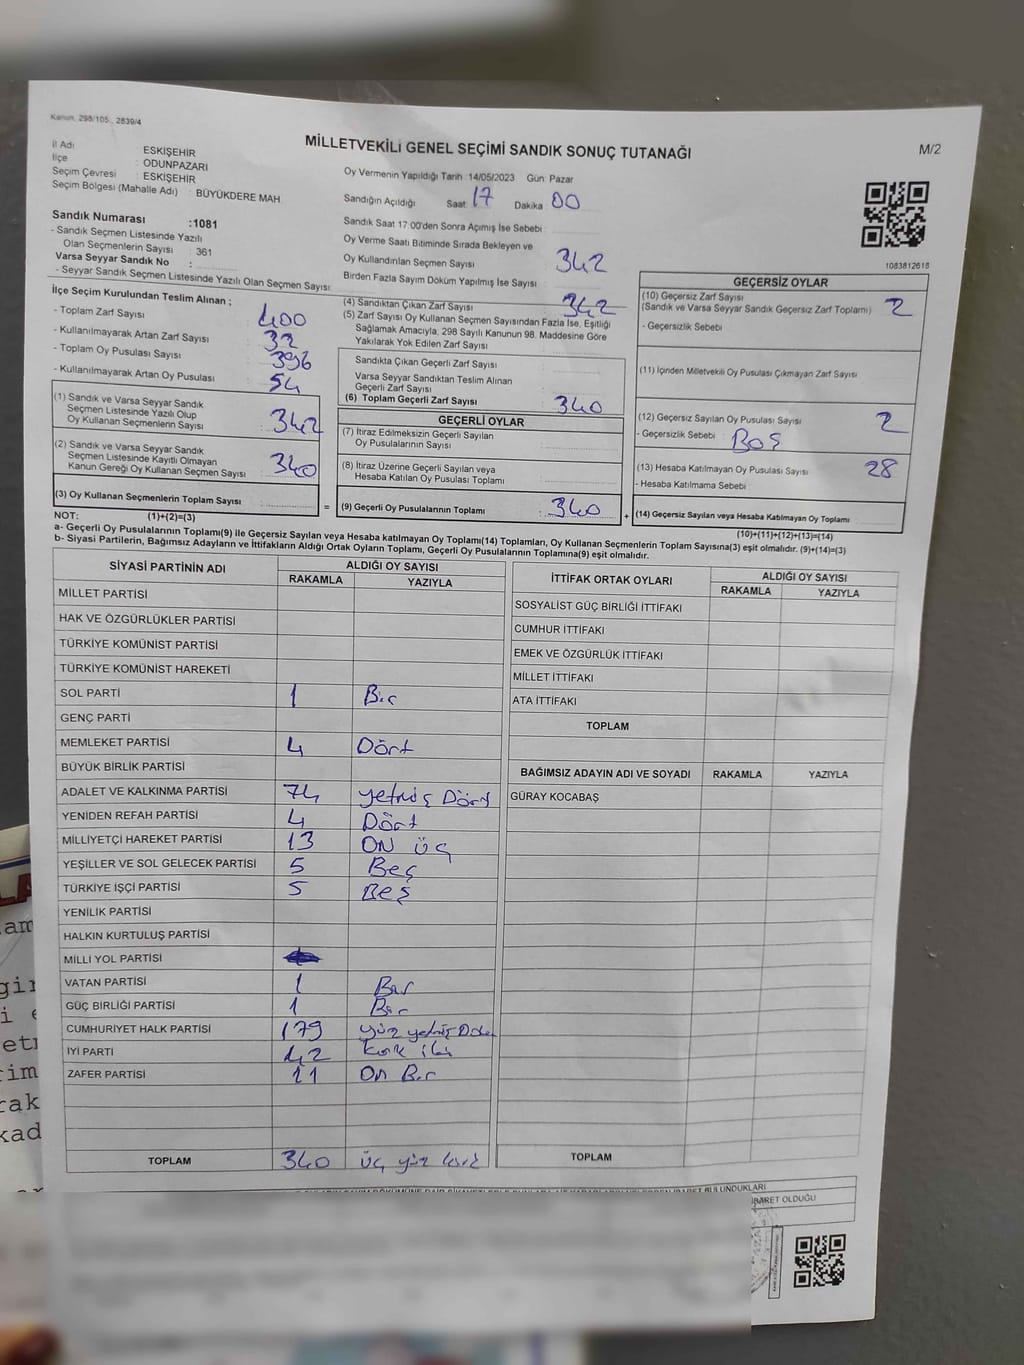 Kanun, 298/105, 2839/4
MİLLETVEKİLİ GENEL SEÇİMİ SANDIK SONUÇ TUTANAĞI
M/2
İl Adı ESKİŞEHİR
İlçe : ODUNPAZARI
Seçim Çevresi : ESKİŞEHİR
Seçim Bölgesi (Mahalle Adı) : BÜYÜKDERE MAH
Sandık Numarası :1081
- Sandık Seçmen Listesinde Yazılı
Olan Seçmenlerin Sayısı : 361
Varsa Seyyar Sandık No :
- Seyyar Sandık Seçmen Listesinde Yazılı Olan Seçmen Sayısı:
Oy Vermenin Yapıldığı Tarih :14/05/2023 Gün: Pazar
Sandığın Açıldığı Saat: 17 Dakika 00
Sandık Saat 17:00'den Sonra Açımış İse Sebebi :
Oy Verme Saati Bitiminde Sırada Bekleyen ve
Oy Kullandırılan Seçmen Sayısı : 342
Birden Fazla Sayım Döküm Yapılmış İse Sayısı :
1083812618
İlçe Seçim Kurulundan Teslim Alınan ;
- Toplam Zarf Sayısı : 400
- Kullanılmayarak Artan Zarf Sayısı : 32
- Toplam Oy Pusulası Sayısı : 396
- Kullanılmayarak Artan Oy Pusulası : 54
(1) Sandık ve Varsa Seyyar Sandık
Seçmen Listesinde Yazılı Olup
Oy Kullanan Seçmenlerin Sayısı : 342
(2) Sandık ve Varsa Seyyar Sandık
Seçmen Listesinde Kayıtlı Olmayan
Kanun Gereği Oy Kullanan Seçmen Sayısı : 340
(3) Oy Kullanan Seçmenlerin Toplam Sayısı :
(4) Sandıktan Çıkan Zarf Sayısı : 342
(5) Zarf Sayısı Oy Kullanan Seçmen Sayısından Fazla İse, Eşitliği
Sağlamak Amacıyla, 298 Sayılı Kanunun 98. Maddesine Göre
Yakılarak Yok Edilen Zarf Sayısı :
Sandıkta Çıkan Geçerli Zarf Sayısı :
Varsa Seyyar Sandıktan Teslim Alınan
Geçerli Zarf Sayısı :
(6) Toplam Geçerli Zarf Sayısı : 340
GEÇERLİ OYLAR
(7) İtiraz Edilmeksizin Geçerli Sayılan
Oy Pusulalarının Sayısı :
(8) İtiraz Üzerine Geçerli Sayılan veya
Hesaba Katılan Oy Pusulası Toplamı :
= (9) Geçerli Oy Pusulalarının Toplamı : 340
GEÇERSİZ OYLAR
(10) Geçersiz Zarf Sayısı : 2
(Sandık ve Varsa Seyyar Sandık Geçersiz Zarf Toplamı)
- Geçersizlik Sebebi :
(11) İçinden Milletvekili Oy Pusulası Çıkmayan Zarf Sayısı :
(12) Geçersiz Sayılan Oy Pusulası Sayısı : 2
- Geçersizlik Sebebi : BOŞ
(13) Hesaba Katılmayan Oy Pusulası Sayısı : 28
- Hesaba Katılmama Sebebi :
+ (14) Geçersiz Sayılan veya Hesaba Katılmayan Oy Toplamı
NOT: (1)+(2)=(3)
(10)+(11)+(12)+(13)=(14)
a- Geçerli Oy Pusulalarının Toplamı(9) ile Geçersiz Sayılan veya Hesaba katılmayan Oy Toplamı(14) Toplamları, Oy Kullanan Seçmenlerin Toplam Sayısına(3) eşit olmalıdır. (9)+(14)=(3)
b- Siyasi Partilerin, Bağımsız Adayların ve İttifakların Aldığı Ortak Oyların Toplamı, Geçerli Oy Pusulalarının Toplamına(9) eşit olmalıdır.
SİYASİ PARTİNİN ADI ALDIĞI OY SAYISI
RAKAMLA YAZIYLA
MİLLET PARTİSİ
HAK VE ÖZGÜRLÜKLER PARTİSİ
TÜRKİYE KOMÜNİST PARTİSİ
TÜRKİYE KOMÜNİST HAREKETİ
SOL PARTİ 1 Bir
GENÇ PARTİ
MEMLEKET PARTİSİ 4 Dört
BÜYÜK BİRLİK PARTİSİ
ADALET VE KALKINMA PARTİSİ 74 yetmiş Dört
YENİDEN REFAH PARTİSİ 4 Dört
MİLLİYETÇİ HAREKET PARTİSİ 13 ON ÜÇ
YEŞİLLER VE SOL GELECEK PARTİSİ 5 Beş
TÜRKİYE İŞÇİ PARTİSİ 5 Beş
YENİLİK PARTİSİ
HALKIN KURTULUŞ PARTİSİ
MİLLİ YOL PARTİSİ
VATAN PARTİSİ 1 Bir
GÜÇ BİRLİĞİ PARTİSİ 1 Bir
CUMHURİYET HALK PARTİSİ 179 yüz yetmiş
İYİ PARTİ 42 kırk iki
ZAFER PARTİSİ 11 On Bir
TOPLAM 340 üç yüz
İTTİFAK ORTAK OYLARI ALDIĞI OY SAYISI
RAKAMLA YAZIYLA
SOSYALİST GÜÇ BİRLİĞİ İTTİFAKI
CUMHUR İTTİFAKI
EMEK VE ÖZGÜRLÜK İTTİFAKI
MİLLET İTTİFAKI
ATA İTTİFAKI
TOPLAM
BAĞIMSIZ ADAYIN ADI VE SOYADI RAKAMLA YAZIYLA
GÜRAY KOCABAŞ
TOPLAM